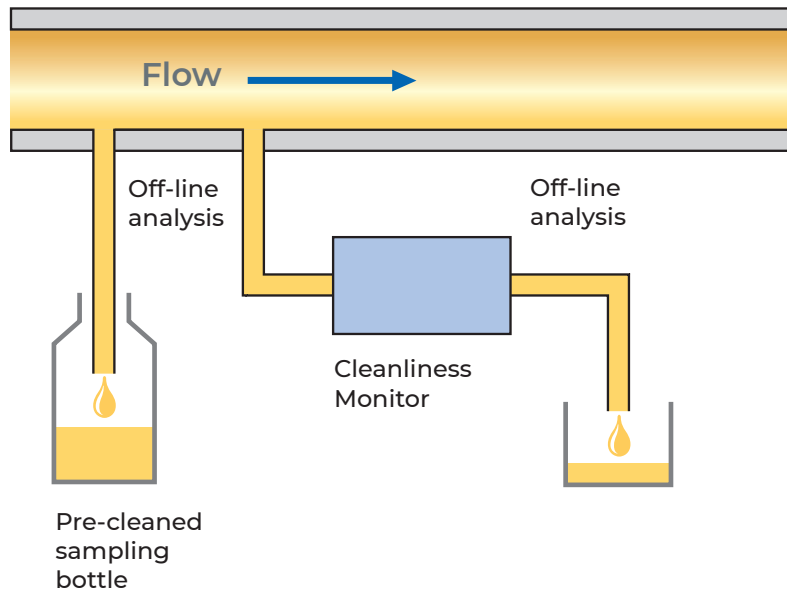 Flow
Off-line
analysis
Off-line
analysis
Cleanliness
Monitor
Pre-cleaned
sampling
bottle